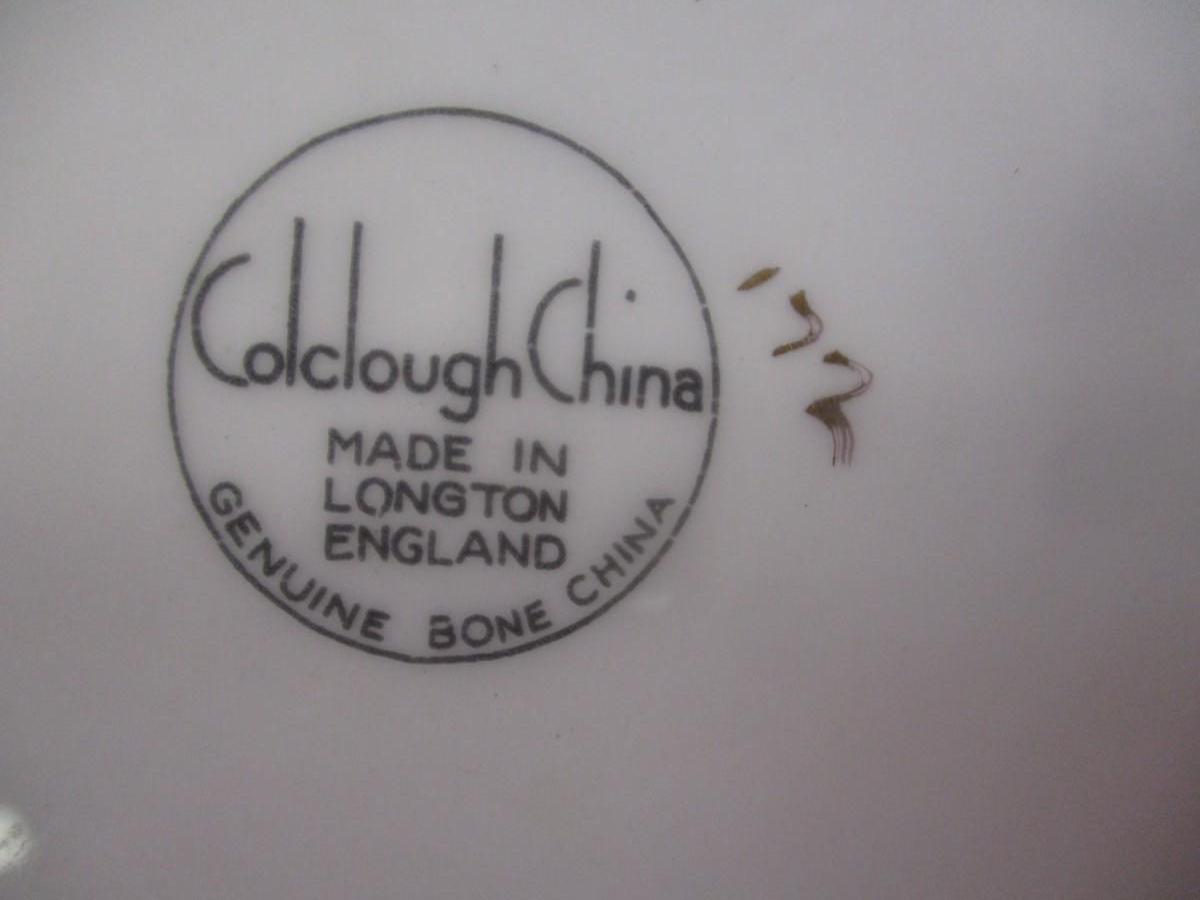 Colclough China
MADE IN
LONGTON
ENGLAND
GENUINE BONE CHINA